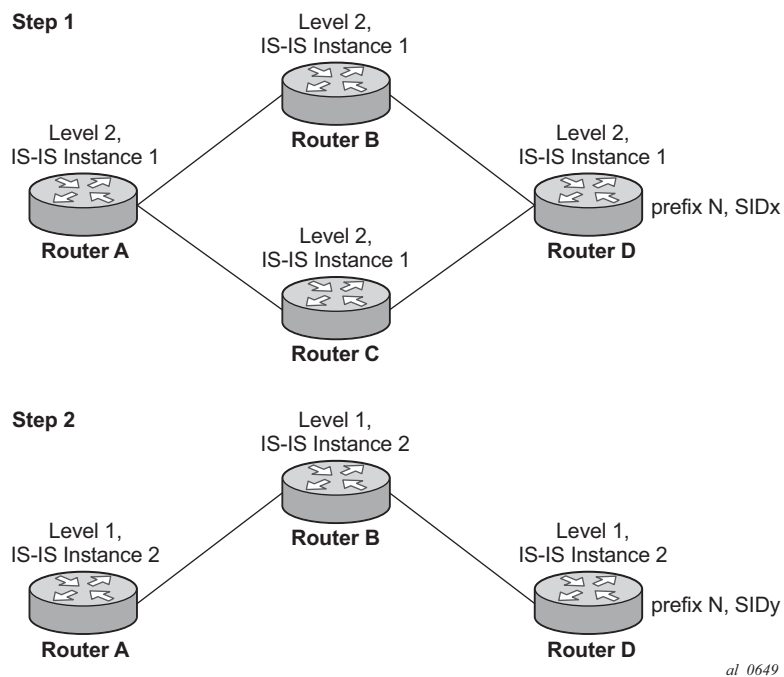 Step 1
Level 2,
IS-IS Instance 1
Router B
Level 2,
IS-IS Instance 1
Router A
Level 2,
IS-IS Instance 1
prefix N, SIDx
Router D
Level 2,
IS-IS Instance 1
Router C
Step 2
Level 1,
IS-IS Instance 2
Router B
Level 1,
IS-IS Instance 2
Router A
Level 1,
IS-IS Instance 2
prefix N, SIDy
Router D
al_0649